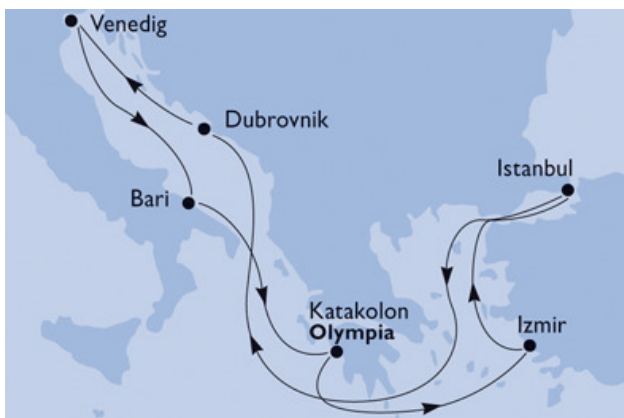 Venedig
Dubrovnik
Istanbul
Bari
Katakolon
Olympia
Izmir